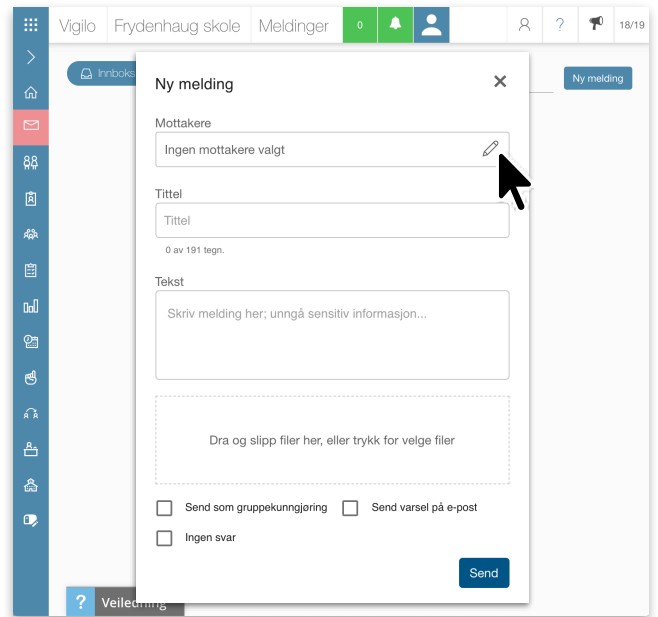 Vigilo Frydenhaug skole Meldinger 0 ? 18/19
Innboks
Ny melding
Ny melding
Mottakere
Ingen mottakere valgt
Tittel
Tittel
0 av 191 tegn.
Tekst
Skriv melding her; unngå sensitiv informasjon...
Dra og slipp filer her, eller trykk for velge filer
Send som gruppekunngjøring Send varsel på e-post
Ingen svar
Send
? Veiledning